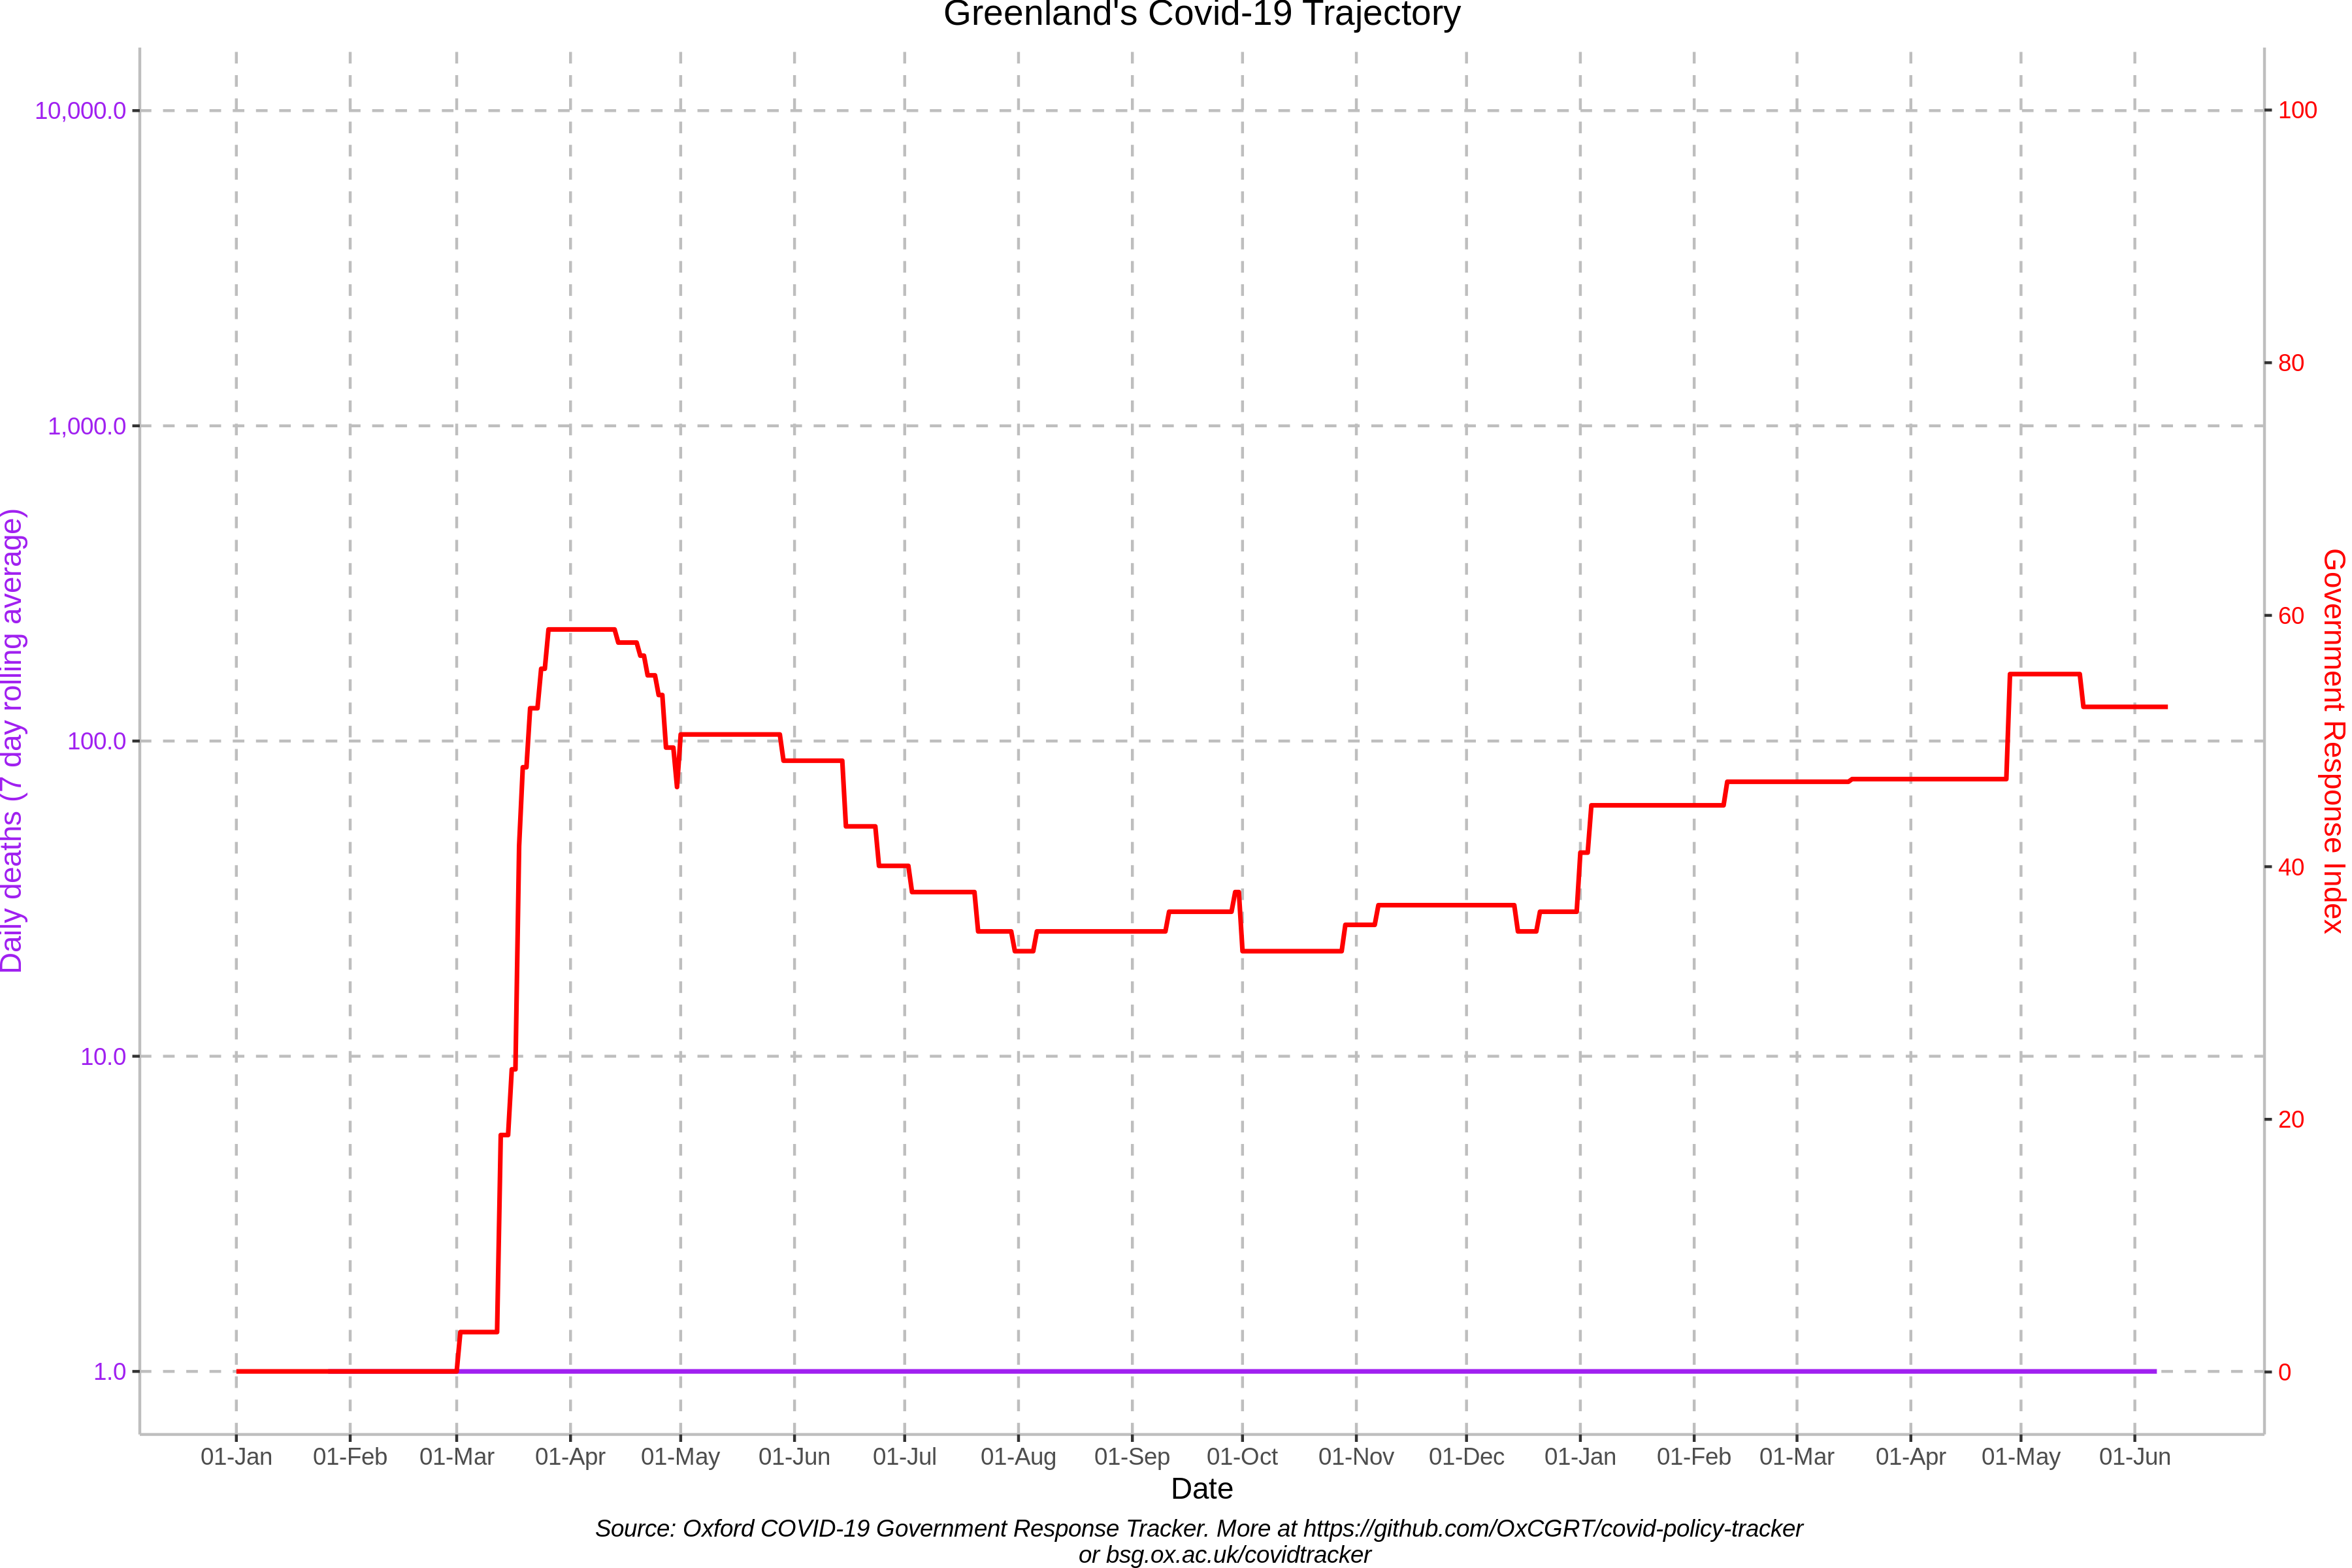 Greenland's Covid-19 Trajectory
10,000.0
1,000.0
100.0
10.0
1.0
Daily deaths (7 day rolling average)
100
80
60
40
20
0
Government Response Index
01-Jan 01-Feb 01-Mar 01-Apr 01-May 01-Jun 01-Jul 01-Aug 01-Sep 01-Oct 01-Nov 01-Dec 01-Jan 01-Feb 01-Mar 01-Apr 01-May 01-Jun
Date
Source: Oxford COVID-19 Government Response Tracker. More at https://github.com/OxCGRT/covid-policy-tracker
or bsg.ox.ac.uk/covidtracker